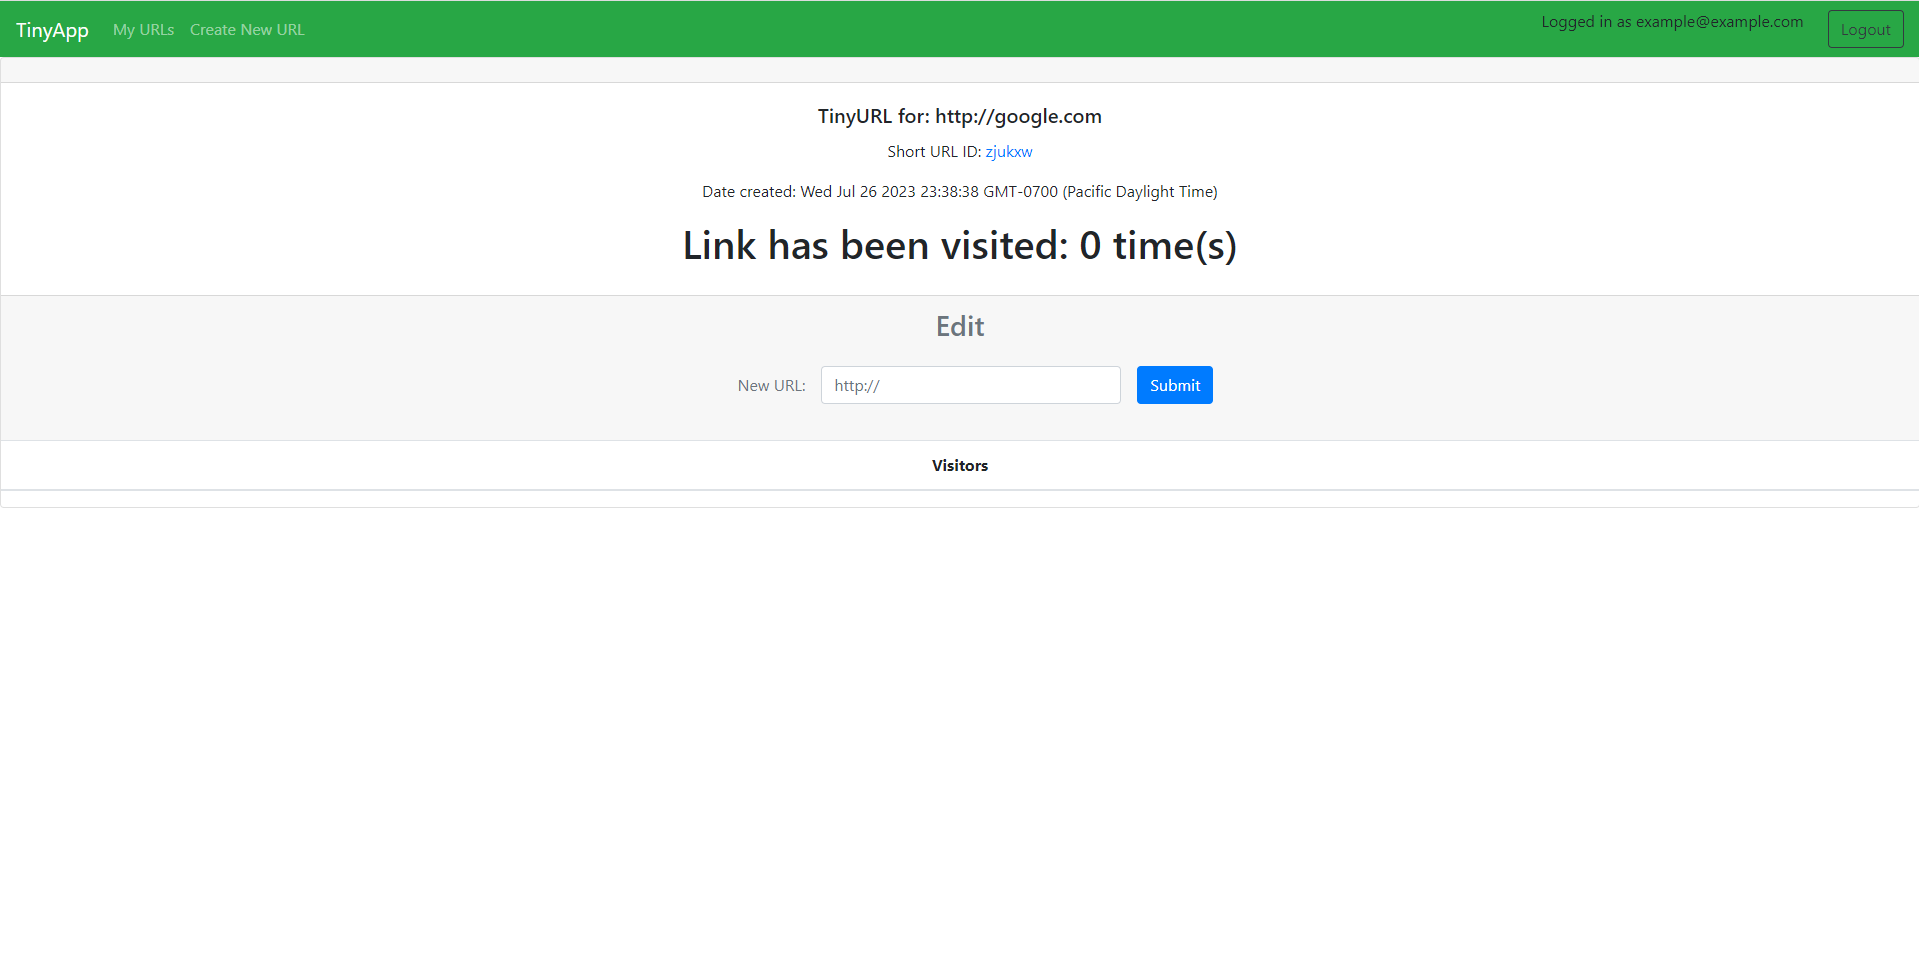 TinyApp My URLs Create New URL Logged in as example@example.com Logout
TinyURL for: http://google.com
Short URL ID: zjukxw
Date created: Wed Jul 26 2023 23:38:38 GMT-0700 (Pacific Daylight Time)
Link has been visited: 0 time(s)
Edit
New URL: http:// Submit
Visitors